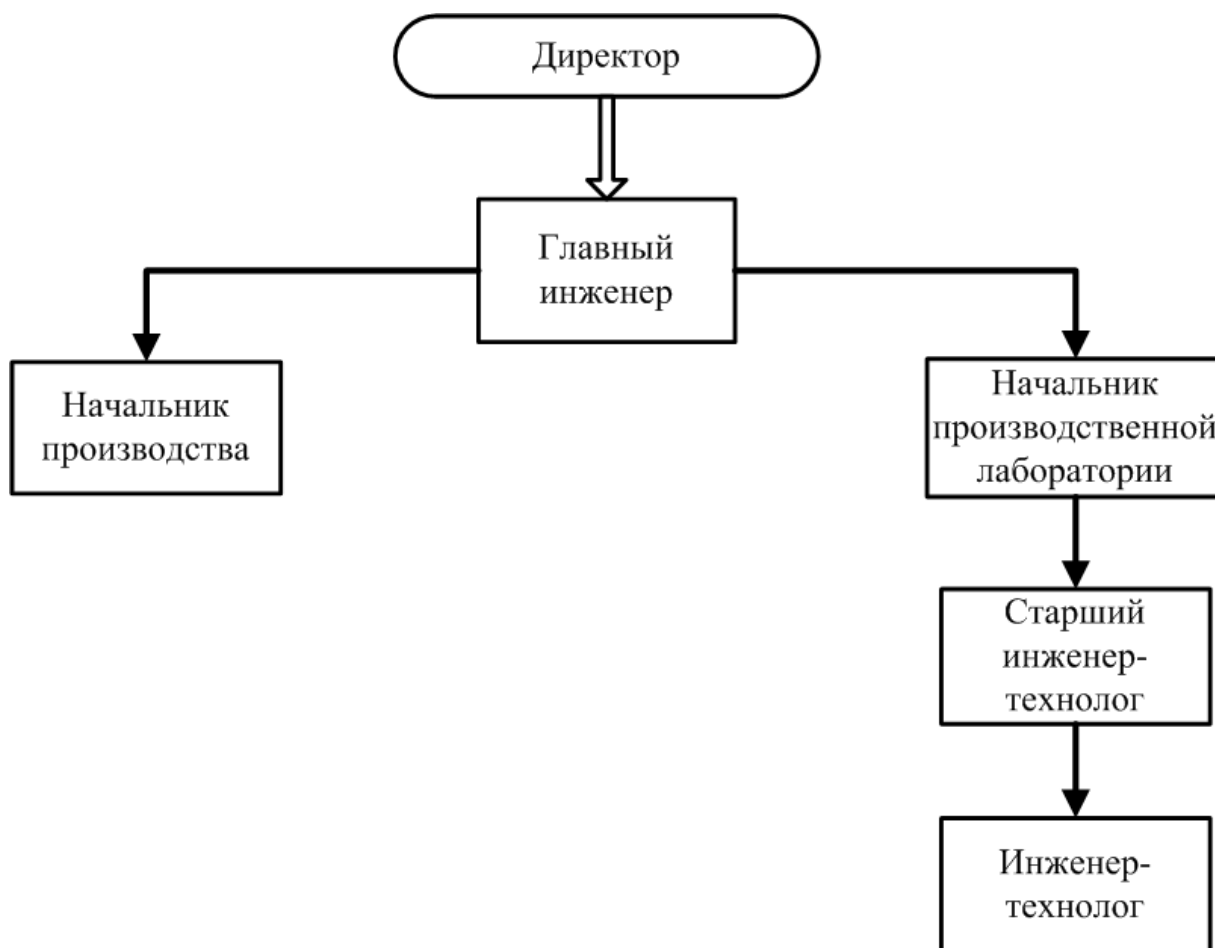 Директор
Главный
инженер
Начальник
производства
Начальник
производственной
лаборатории
Старший
инженер-
технолог
Инженер-
технолог